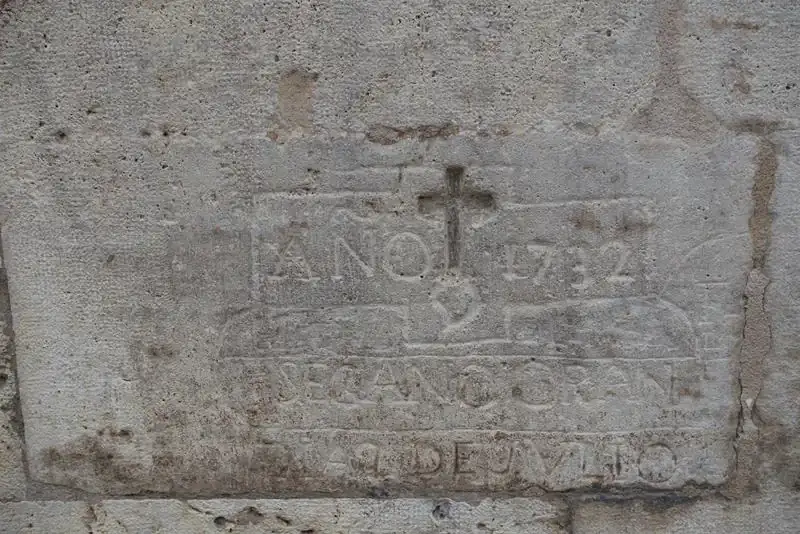 AÑO 1732
SE GANO ORAN
DE JVLIO